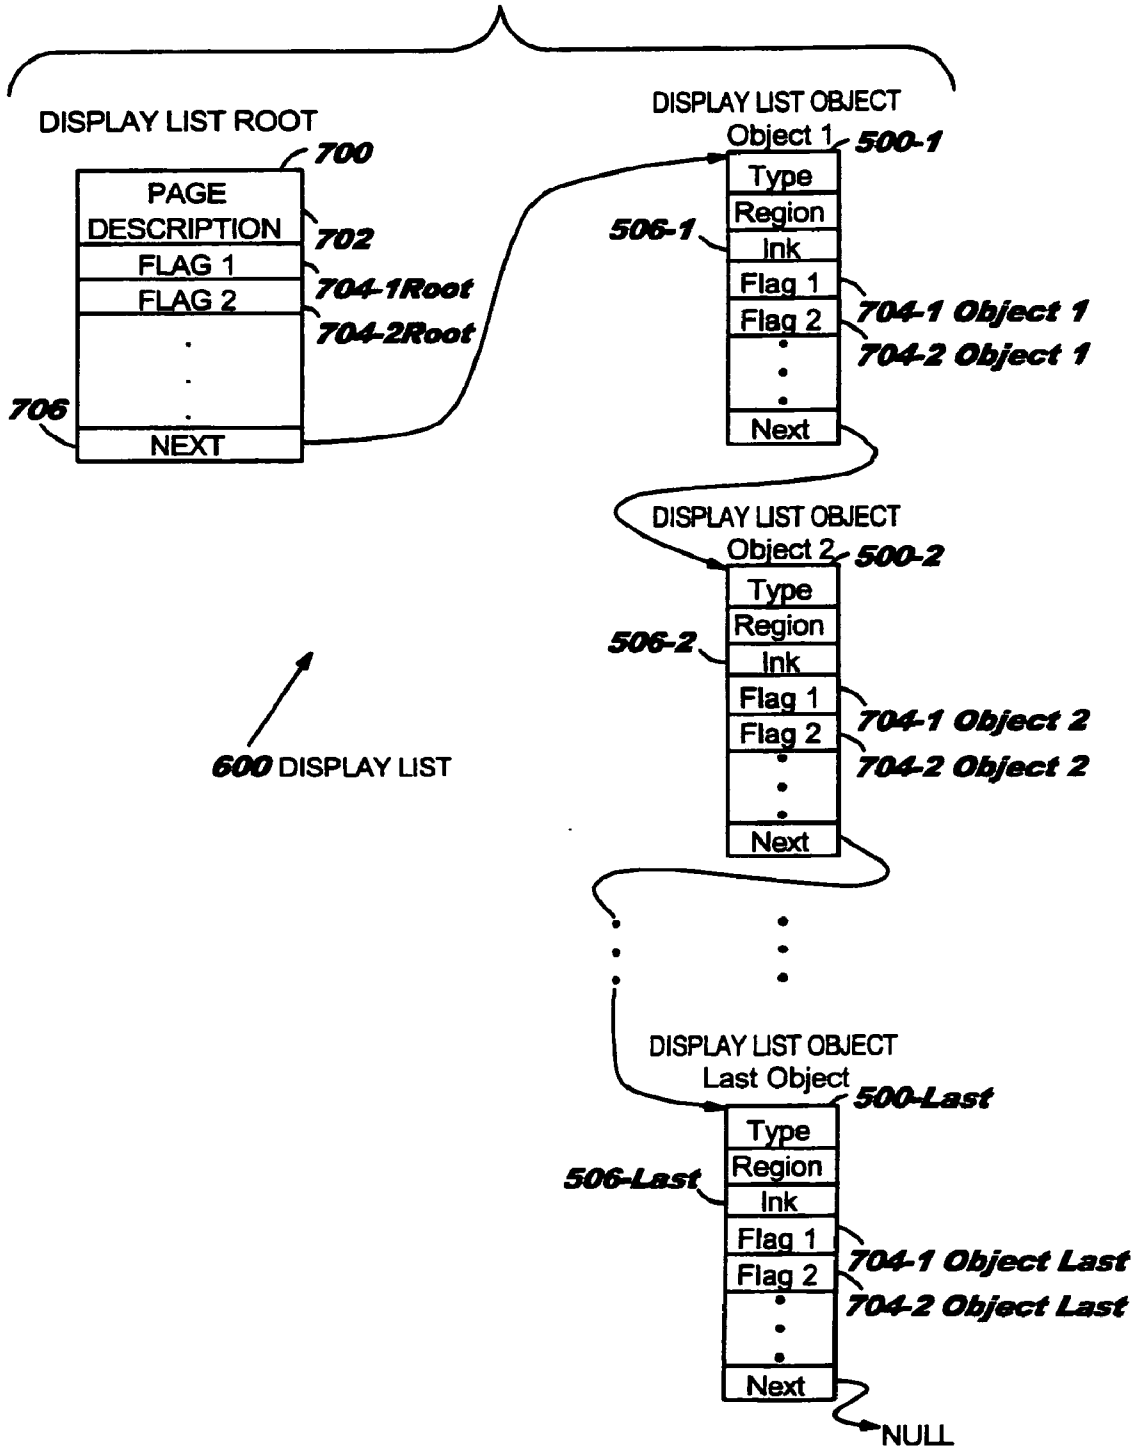 DISPLAY LIST ROOT
700
PAGE
DESCRIPTION
702
FLAG 1
704-1Root
FLAG 2
704-2Root
706
NEXT
DISPLAY LIST OBJECT
Object 1
500-1
Type
Region
506-1
Ink
Flag 1
704-1 Object 1
Flag 2
704-2 Object 1
Next
DISPLAY LIST OBJECT
Object 2
500-2
Type
Region
506-2
Ink
Flag 1
704-1 Object 2
Flag 2
704-2 Object 2
Next
600 DISPLAY LIST
DISPLAY LIST OBJECT
Last Object
500-Last
Type
Region
506-Last
Ink
Flag 1
704-1 Object Last
Flag 2
704-2 Object Last
Next
NULL